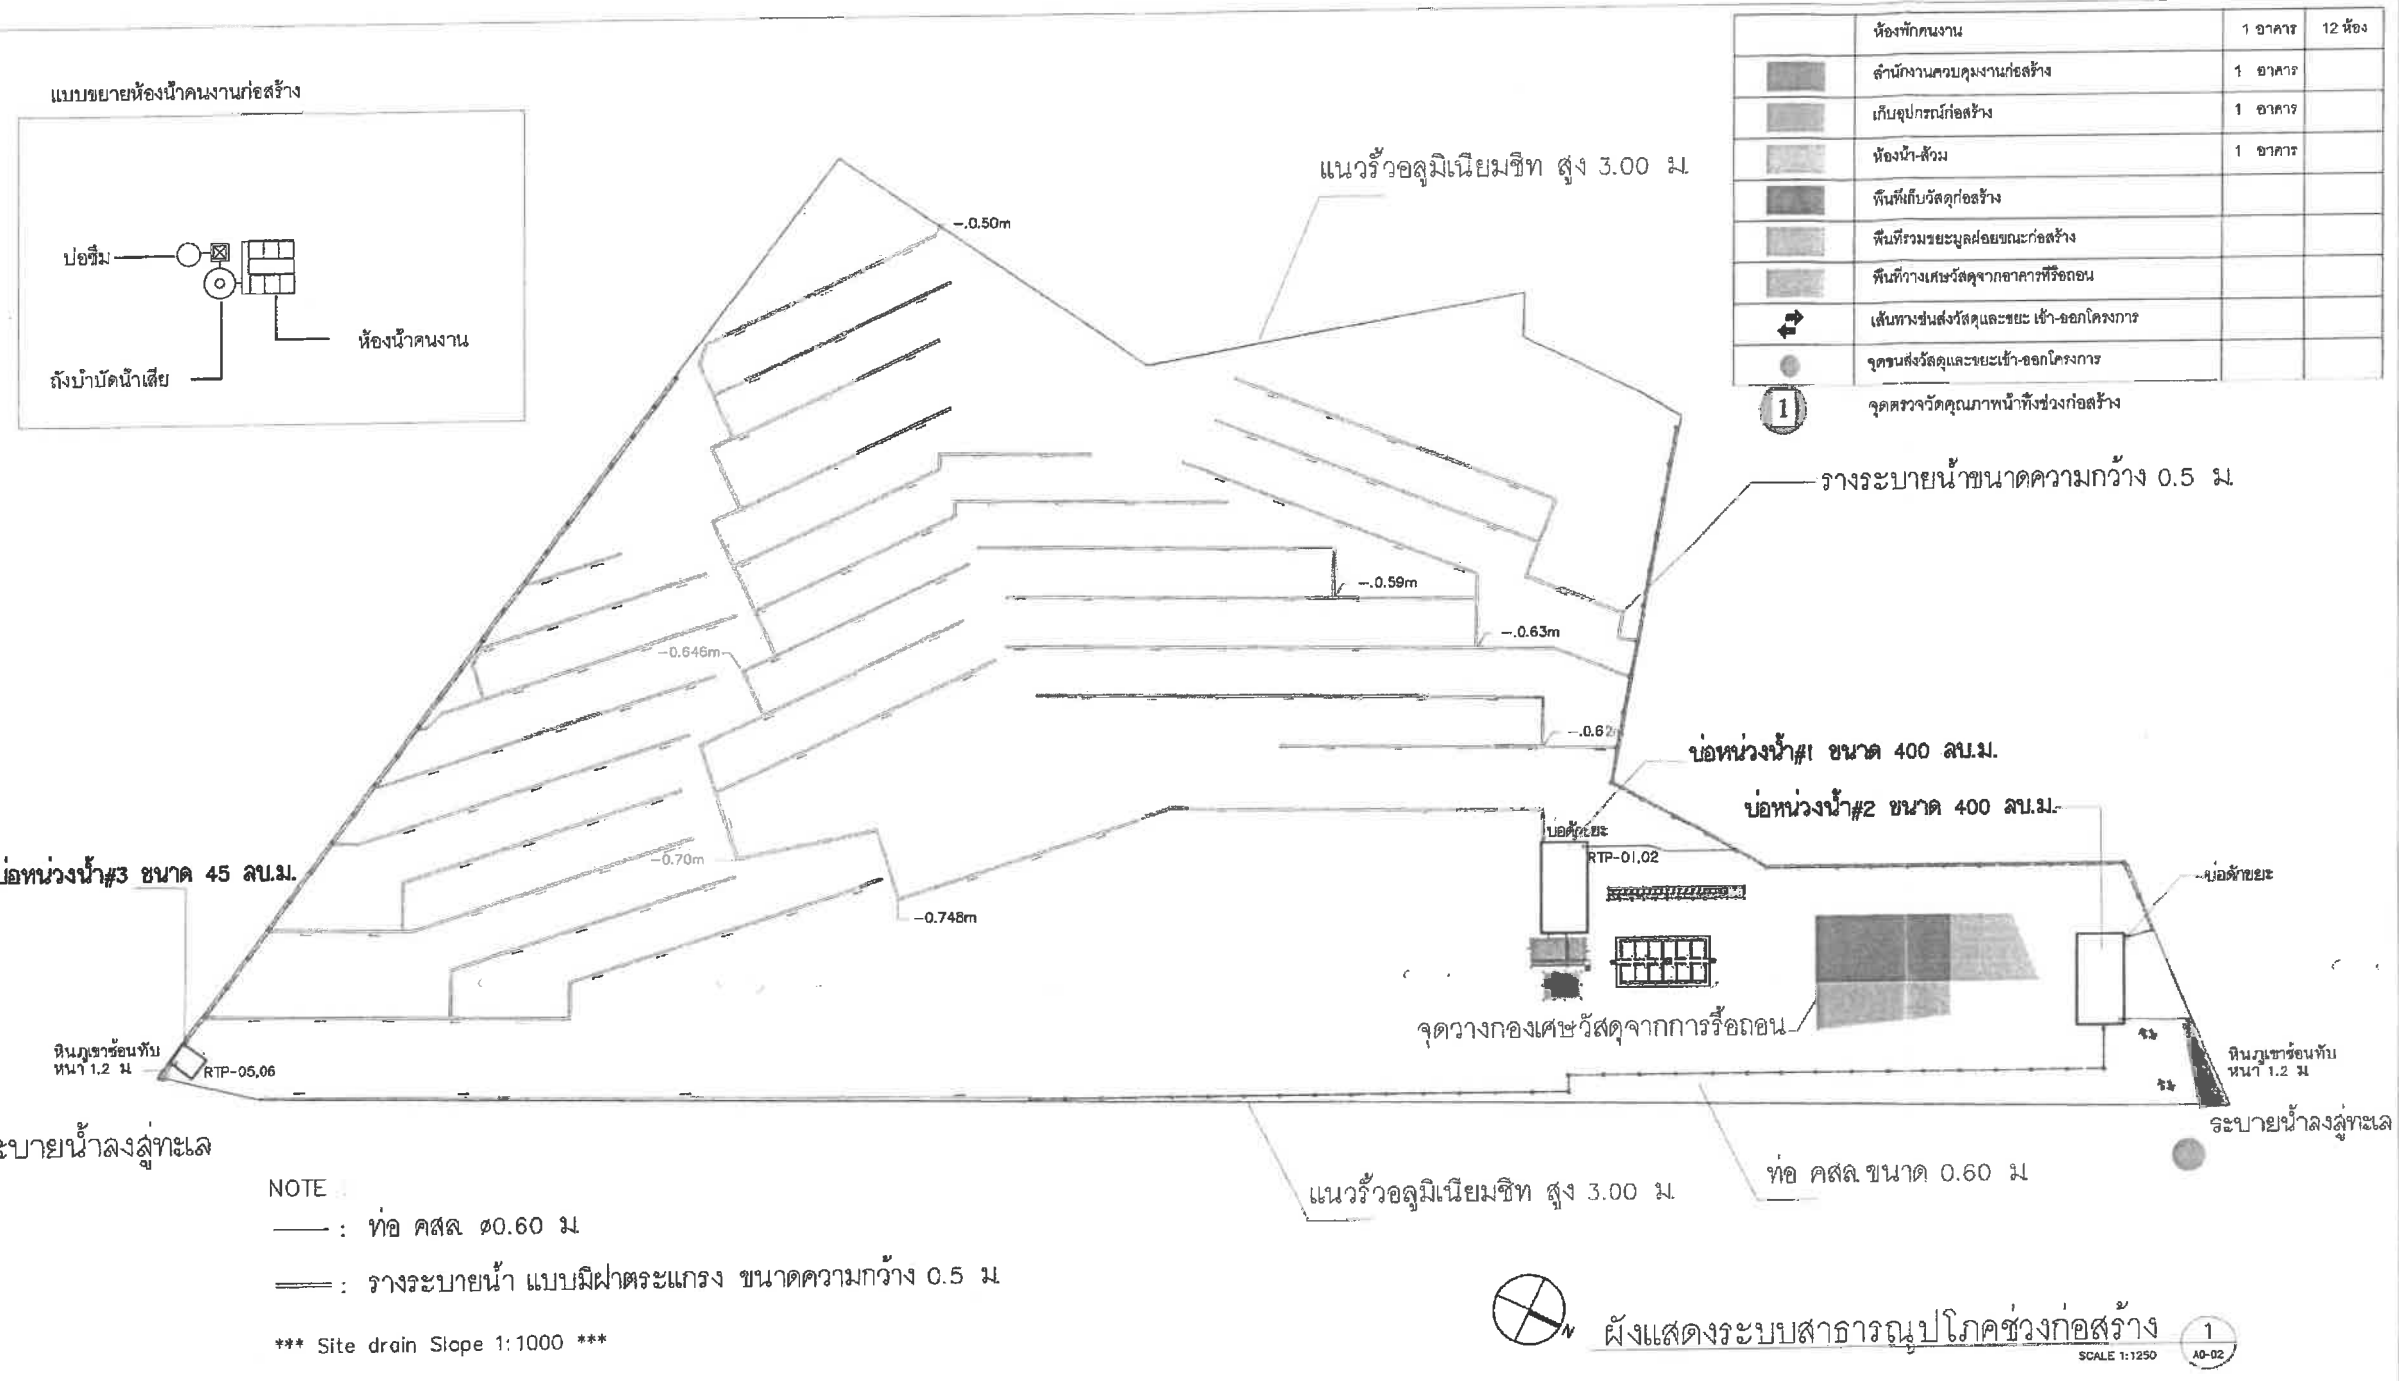 ห้องพักคนงาน 1 อาคาร 12 ห้อง
สำนักงานควบคุมงานก่อสร้าง 1 อาคาร
เก็บอุปกรณ์ก่อสร้าง 1 อาคาร
ห้องน้ำ-ส้วม 1 อาคาร
พื้นที่เก็บวัสดุก่อสร้าง
พื้นที่รวมขยะมูลฝอยขณะก่อสร้าง
พื้นที่วางเศษวัสดุจากอาคารที่รื้อถอน
เส้นทางขนส่งวัสดุและขยะ เข้า-ออกโครงการ
จุดขนส่งวัสดุและขยะเข้า-ออกโครงการ
1 จุดตรวจวัดคุณภาพน้ำทิ้งช่วงก่อสร้าง
แบบขยายห้องน้ำคนงานก่อสร้าง
บ่อซึม
ห้องน้ำคนงาน
ถังบำบัดน้ำเสีย
แนวรั้วอลูมิเนียมชีท สูง 3.00 ม.
-.0.50m
รางระบายน้ำขนาดความกว้าง 0.5 ม.
-.0.59m
-.0.63m
-0.646m
-.0.62
บ่อหน่วงน้ำ#1 ขนาด 400 ลบ.ม.
บ่อหน่วงน้ำ#2 ขนาด 400 ลบ.ม.
บ่อดักขยะ
RTP-01,02
-0.70m
บ่อหน่วงน้ำ#3 ขนาด 45 ลบ.ม.
บ่อดักขยะ
-0.748m
จุดวางกองเศษวัสดุจากการรื้อถอน
หินภูเขาซ้อนทับ
หนา 1.2 ม
RTP-05,06
หินภูเขาซ้อนทับ
หนา 1.2 ม
ระบายน้ำลงสู่ทะเล
ระบายน้ำลงสู่ทะเล
แนวรั้วอลูมิเนียมชีท สูง 3.00 ม.
ท่อ คสล.ขนาด 0.60 ม
NOTE
: ท่อ คสล. ø0.60 ม.
: รางระบายน้ำ แบบมีฝาตระแกรง ขนาดความกว้าง 0.5 ม.
*** Site drain Slope 1:1000 ***
N
ผังแสดงระบบสาธารณูปโภคช่วงก่อสร้าง
SCALE 1:1250
1
A0-02